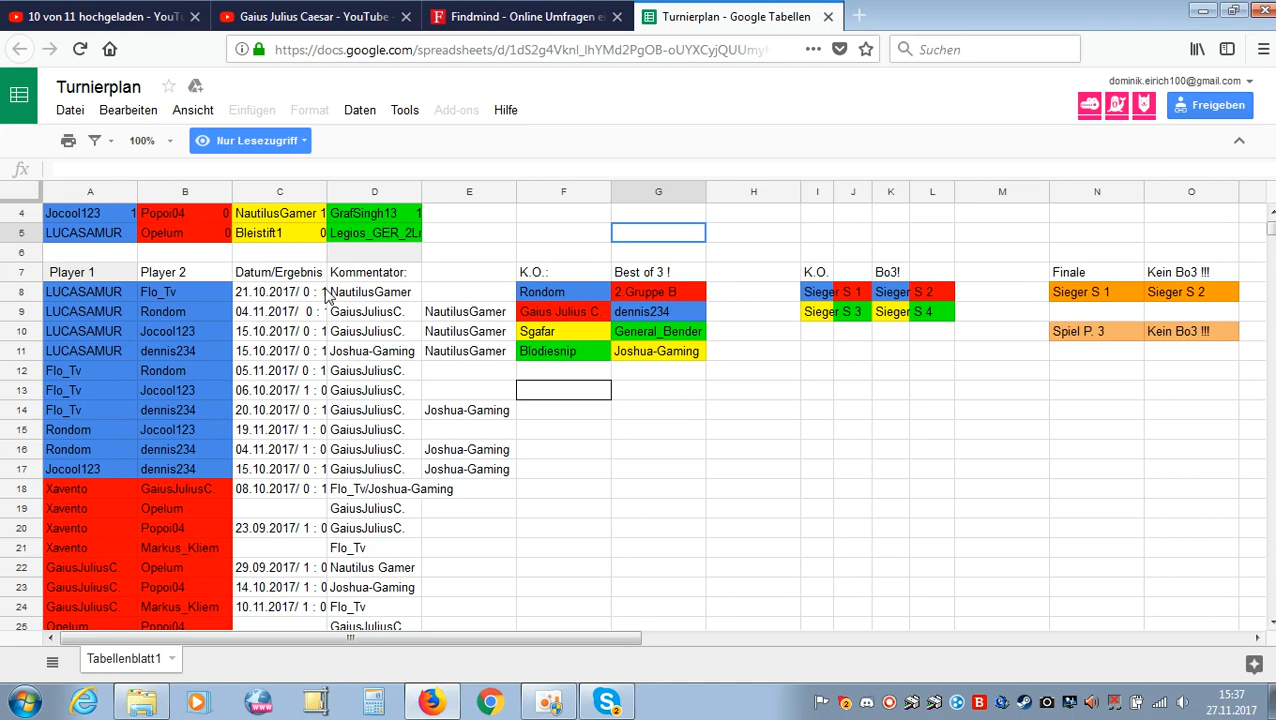 10 von 11 hochgeladen - YouTu
Gaius Julius Caesar - YouTube
Findmind - Online Umfragen ei
Turnierplan - Google Tabellen
https://docs.google.com/spreadsheets/d/1dS2g4Vknl_lhYMd2PgOB-oUYXCyjQUUmy
Suchen
Turnierplan
dominik.eirich100@gmail.com
Datei Bearbeiten Ansicht Einfügen Format Daten Tools Add-ons Hilfe
Freigeben
100% Nur Lesezugriff
fx
A B C D E F G H I J K L M N O
4 Jocool123 1 Popoi04 0 NautilusGamer 1 GrafSingh13 1
5 LUCASAMUR Opelum 0 Bleistift1 0 Legios_GER_2L
6
7 Player 1 Player 2 Datum/Ergebnis Kommentator: K.O.: Best of 3 ! K.O. Bo3! Finale Kein Bo3 !!!
8 LUCASAMUR Flo_Tv 21.10.2017/ 0 : 1 NautilusGamer Rondom 2.Gruppe B Sieger S 1 Sieger S 2 Sieger S 1 Sieger S 2
9 LUCASAMUR Rondom 04.11.2017/ 0 : GaiusJuliusC. NautilusGamer Gaius Julius C. dennis234 Sieger S 3 Sieger S 4
10 LUCASAMUR Jocool123 15.10.2017/ 0 : 1 GaiusJuliusC. NautilusGamer Sgafar General_Bender Spiel P. 3 Kein Bo3 !!!
11 LUCASAMUR dennis234 15.10.2017/ 0 : 1 Joshua-Gaming NautilusGamer Blodiesnip Joshua-Gaming
12 Flo_Tv Rondom 05.11.2017/ 0 : 1 GaiusJuliusC.
13 Flo_Tv Jocool123 06.10.2017/ 1 : 0 GaiusJuliusC.
14 Flo_Tv dennis234 20.10.2017/ 0 : 1 GaiusJuliusC. Joshua-Gaming
15 Rondom Jocool123 19.11.2017/ 1 : 0 GaiusJuliusC.
16 Rondom dennis234 04.11.2017/ 0 : 1 GaiusJuliusC. Joshua-Gaming
17 Jocool123 dennis234 15.10.2017/ 0 : 1 GaiusJuliusC. Joshua-Gaming
18 Xavento GaiusJuliusC. 08.10.2017/ 0 : 1 Flo_Tv/Joshua-Gaming
19 Xavento Opelum GaiusJuliusC.
20 Xavento Popoi04 23.09.2017/ 1 : 0 GaiusJuliusC.
21 Xavento Markus_Kliem Flo_Tv
22 GaiusJuliusC. Opelum 29.09.2017/ 1 : 0 Nautilus Gamer
23 GaiusJuliusC. Popoi04 14.10.2017/ 1 : 0 Joshua-Gaming
24 GaiusJuliusC. Markus_Kliem 10.11.2017/ 1 : 0 Flo_Tv
25 Opelum Popoi04 GaiusJuliusC.
Tabellenblatt1
15:37
27.11.2017